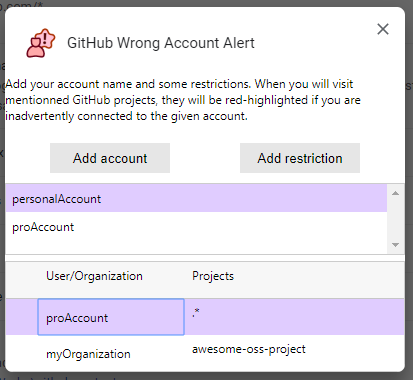 GitHub Wrong Account Alert
Add your account name and some restrictions. When you will visit
mentionned GitHub projects, they will be red-highlighted if you are
inadvertently connected to the given account.
Add account Add restriction
personalAccount
proAccount
User/Organization Projects
proAccount .*
myOrganization awesome-oss-project